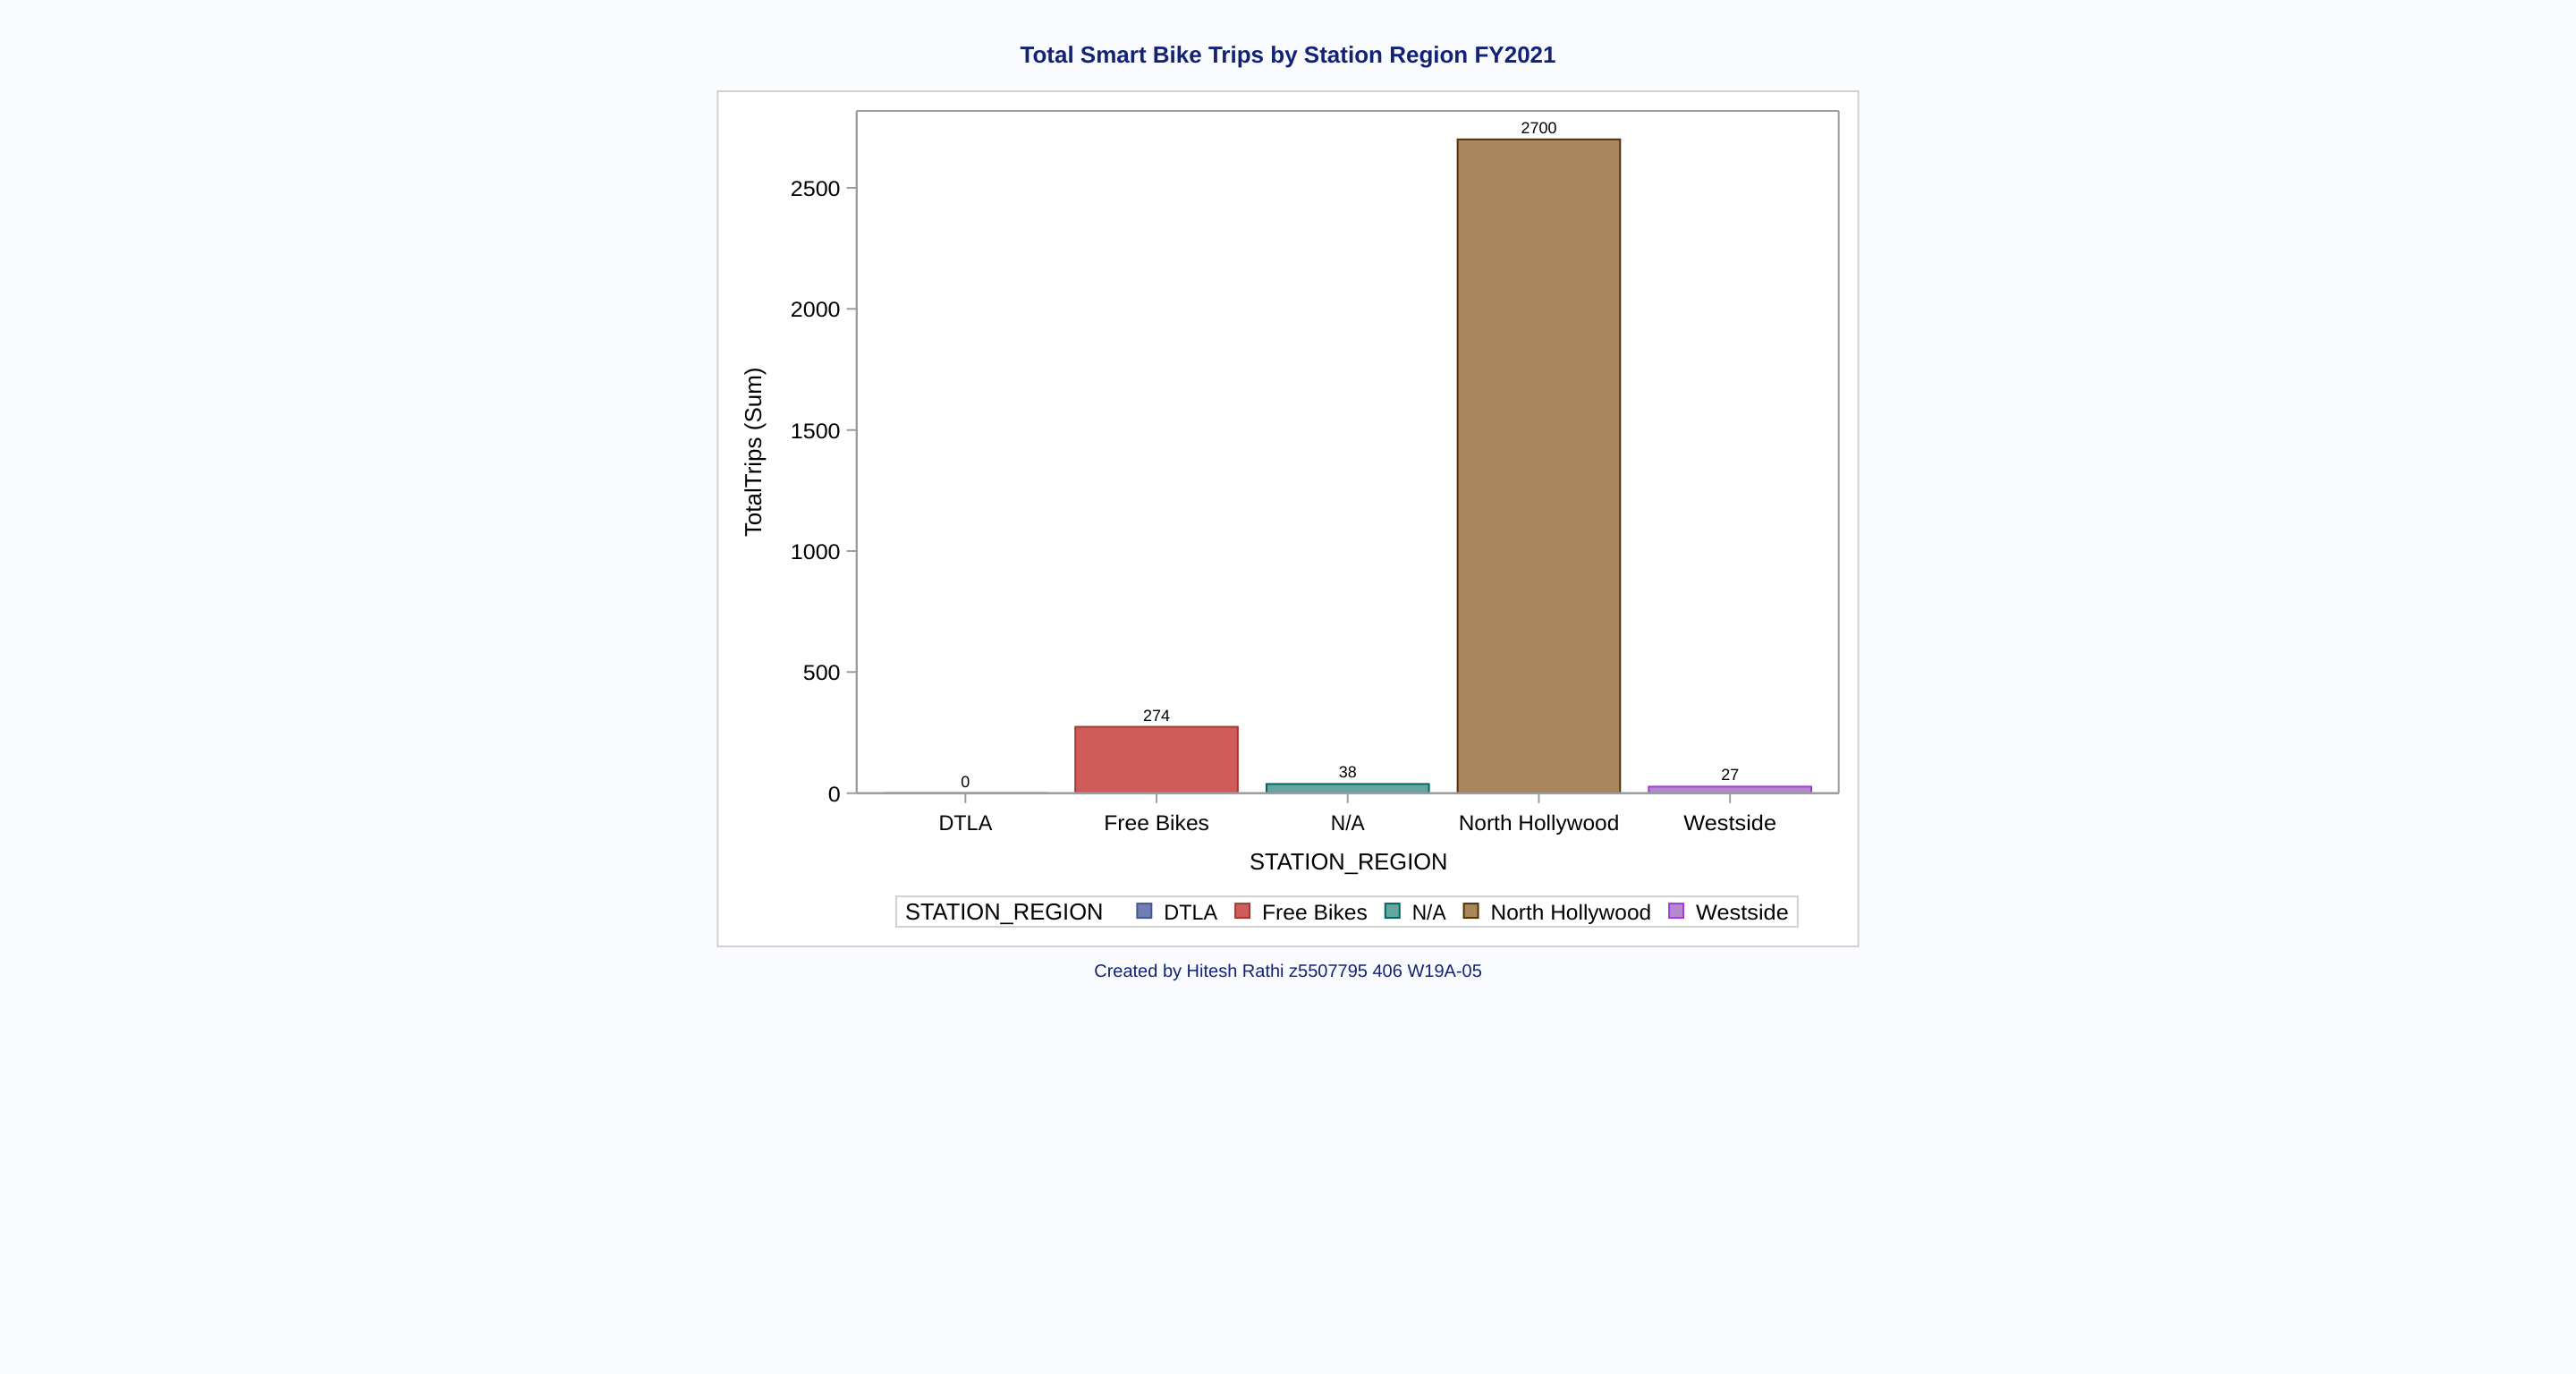 Total Smart Bike Trips by Station Region FY2021
2700
2500
2000
1500
1000
500
0
TotalTrips (Sum)
0
274
38
27
DTLA Free Bikes N/A North Hollywood Westside
STATION_REGION
STATION_REGION DTLA Free Bikes N/A North Hollywood Westside
Created by Hitesh Rathi z5507795 406 W19A-05